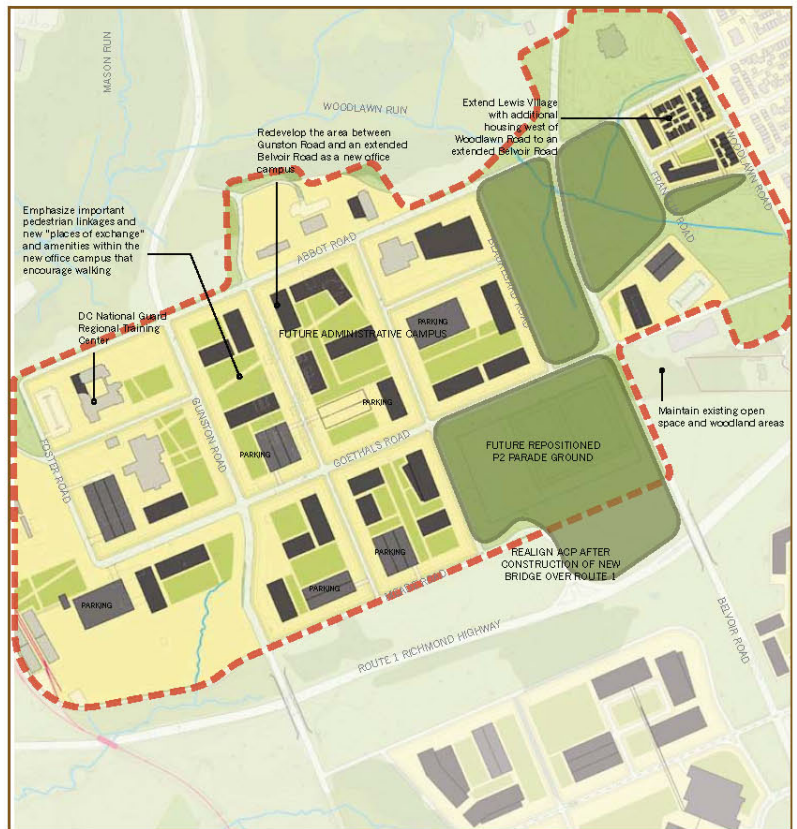 MASON RUN
WOODLAWN RUN
Extend Lewis Village
with additional
housing west of
Woodlawn Road to an
extended Belvoir Road
Redevelop the area between
Gunston Road and an extended
Belvoir Road as a new office
campus
WOODLAWN ROAD
Emphasize important
pedestrian linkages and
new "places of exchange"
and amenities within the
new office campus that
encourage walking
ABBOT ROAD
ROAD
DC National Guard
Regional Training
Center
PARKING
FUTURE ADMINISTRATIVE CAMPUS
PARKING
Maintain existing open
space and woodland areas
GUNSTON ROAD
FOSTER ROAD
GOETHALS ROAD
FUTURE REPOSITIONED
P2 PARADE GROUND
PARKING
PARKING
REALIGN ACP AFTER
CONSTRUCTION OF NEW
BRIDGE OVER ROUTE 1
PARKING
PARKING
ROAD
ROUTE 1 RICHMOND HIGHWAY
BELVOIR ROAD